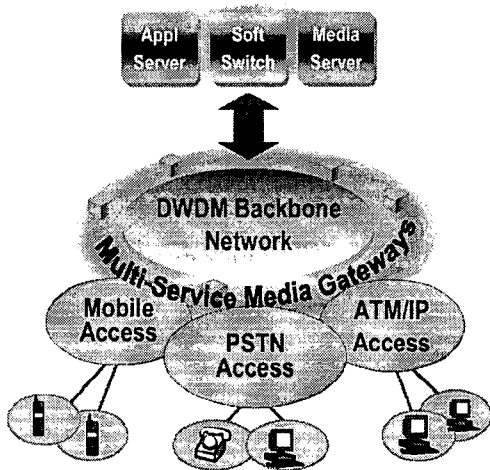 Appl Server
Soft Switch
Media Server
DWDM Backbone
Network
Multi-Service Media Gateways
Mobile
Access
PSTN
Access
ATM/IP
Access